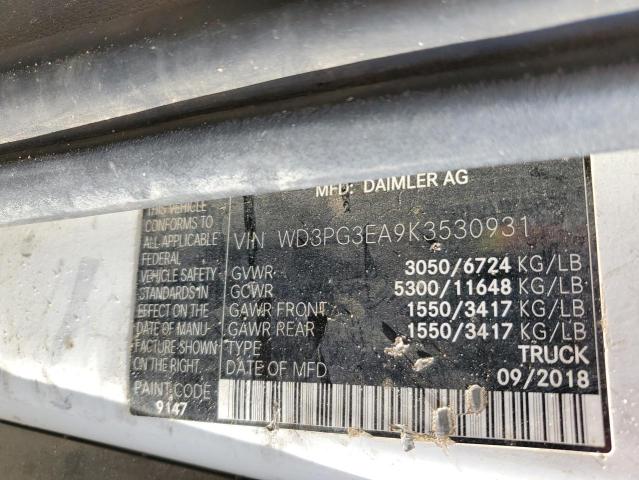 MFD: DAIMLER AG
THIS VEHICLE
CONFORMS TO
ALL APPLICABLE
FEDERAL
VEHICLE SAFETY
STANDARDS IN
EFFECT ON THE
DATE OF MANU-
FACTURE SHOWN
ON THE RIGHT.
PAINT CODE
9147
VIN WD3PG3EA9K3530931
GVWR 3050/6724 KG/LB
GCWR 5300/11648 KG/LB
GAWR FRONT 1550/3417 KG/LB
GAWR REAR 1550/3417 KG/LB
TYPE TRUCK
DATE OF MFD 09/2018